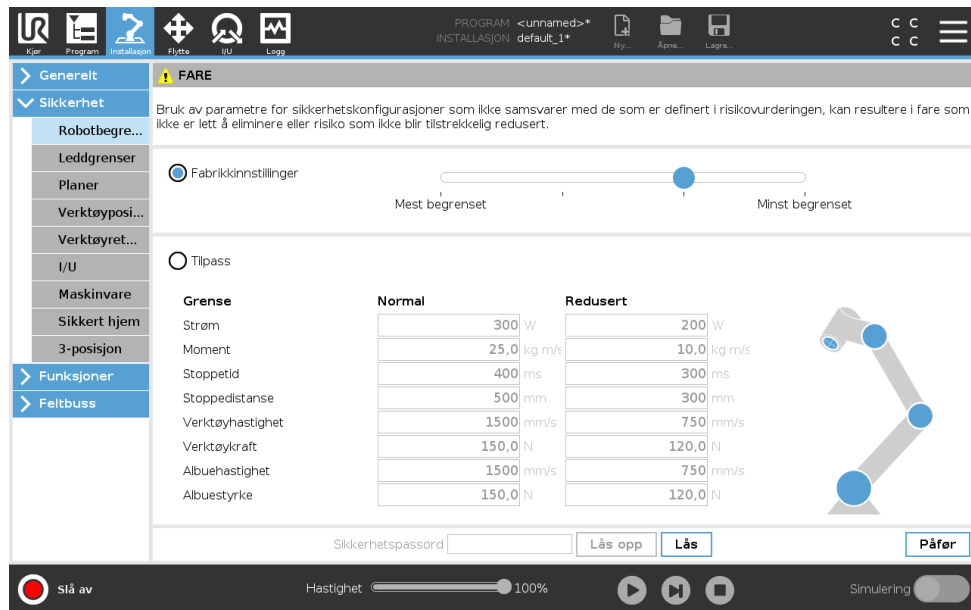 UR
PROGRAM <unnamed>*
INSTALLASJON default_1*
Kjør Program Installasjon Flytte I/U Logg Ny... Åpne... Lagre...
C C
C C
Generelt
Sikkerhet
Robotbegre...
Leddgrenser
Planer
Verktøyposi...
Verktøyret...
I/U
Maskinvare
Sikkert hjem
3-posisjon
Funksjoner
Feltbuss
FARE
Bruk av parametre for sikkerhetskonfigurasjoner som ikke samsvarer med de som er definert i risikovurderingen, kan resultere i fare som
ikke er lett å eliminere eller risiko som ikke blir tilstrekkelig redusert.
Fabrikkinnstillinger
Mest begrenset Minst begrenset
Tilpass
Grense Normal Redusert
Strøm 300 W 200 W
Moment 25,0 kg m/s 10,0 kg m/s
Stoppetid 400 ms 300 ms
Stoppedistanse 500 mm 300 mm
Verktøyhastighet 1500 mm/s 750 mm/s
Verktøykraft 150,0 N 120,0 N
Albuehastighet 1500 mm/s 750 mm/s
Albuestyrke 150,0 N 120,0 N
Sikkerhetspassord Lås opp Lås Påfør
Slå av Hastighet 100% Simulering